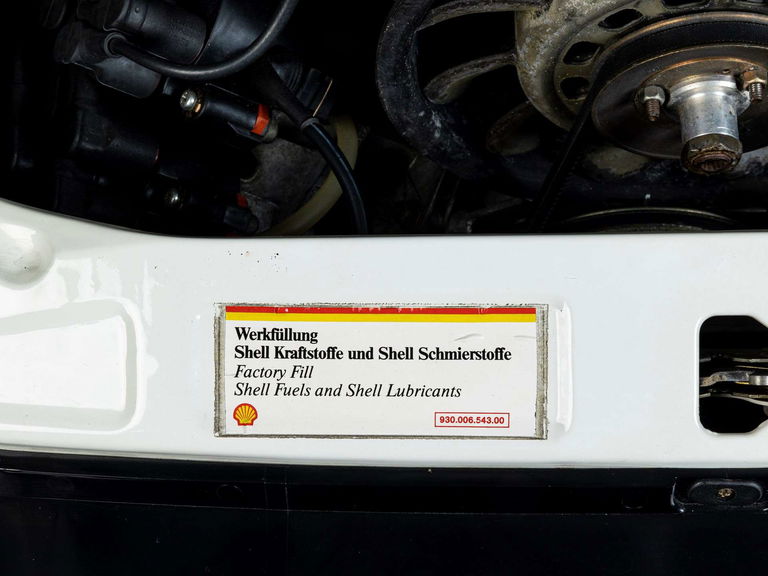 Werkfüllung
Shell Kraftstoffe und Shell Schmierstoffe
Factory Fill
Shell Fuels and Shell Lubricants
930.006.543.00